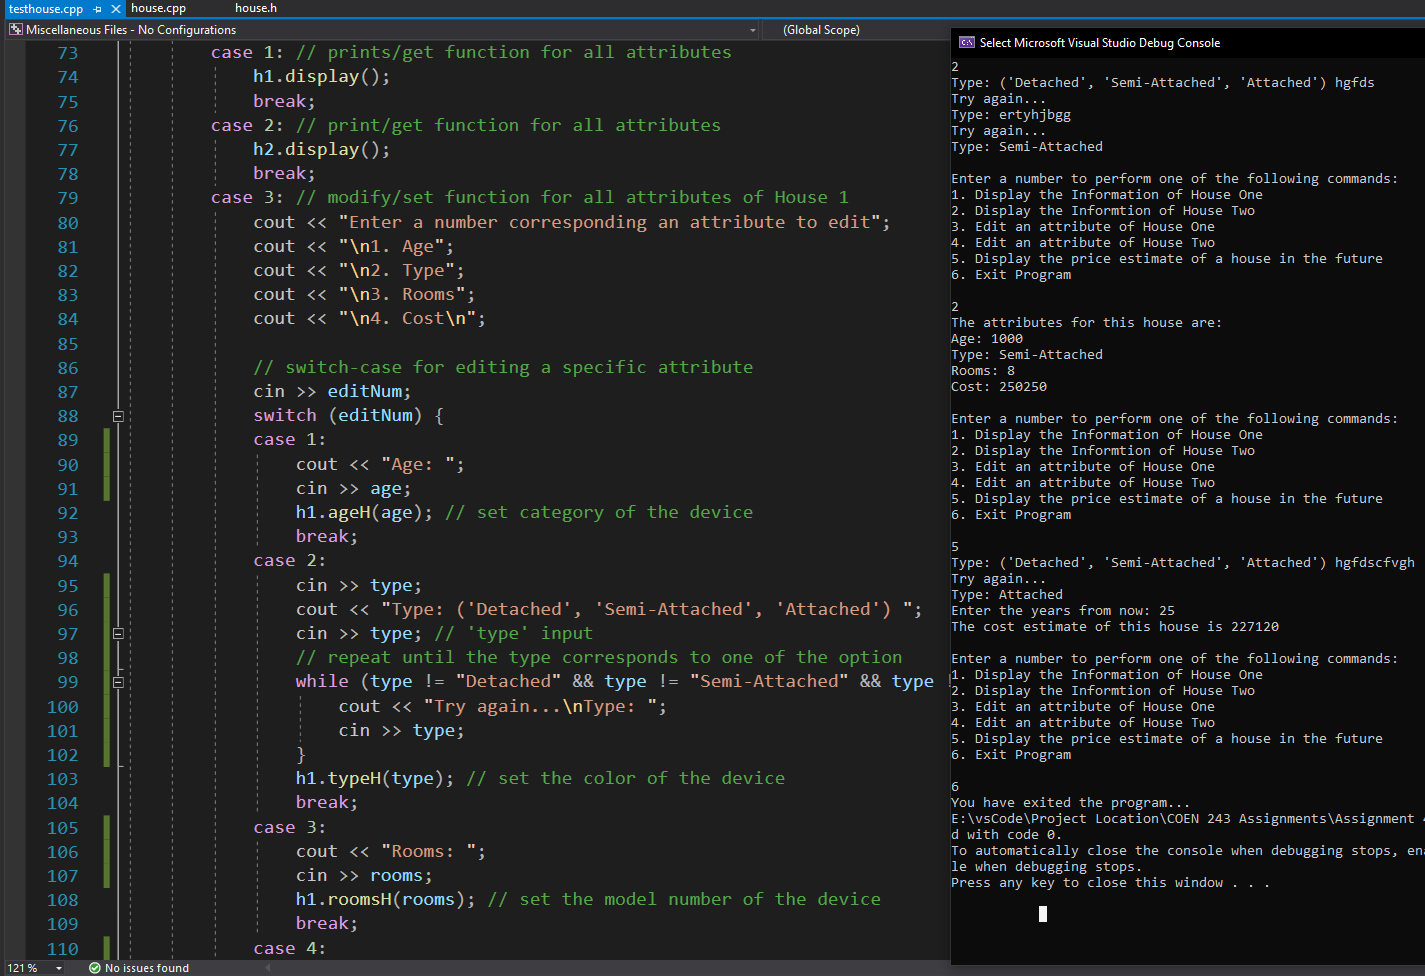 testhouse.cpp
house.cpp
house.h
Miscellaneous Files - No Configurations
(Global Scope)
73 case 1: // prints/get function for all attributes
74 h1.display();
75 break;
76 case 2: // print/get function for all attributes
77 h2.display();
78 break;
79 case 3: // modify/set function for all attributes of House 1
80 cout << "Enter a number corresponding an attribute to edit";
81 cout << "\n1. Age";
82 cout << "\n2. Type";
83 cout << "\n3. Rooms";
84 cout << "\n4. Cost\n";
85
86 // switch-case for editing a specific attribute
87 cin >> editNum;
88 switch (editNum) {
89 case 1:
90 cout << "Age: ";
91 cin >> age;
92 h1.ageH(age); // set category of the device
93 break;
94 case 2:
95 cin >> type;
96 cout << "Type: ('Detached', 'Semi-Attached', 'Attached') ";
97 cin >> type; // 'type' input
98 // repeat until the type corresponds to one of the option
99 while (type != "Detached" && type != "Semi-Attached" && type
100 cout << "Try again...\nType: ";
101 cin >> type;
102 }
103 h1.typeH(type); // set the color of the device
104 break;
105 case 3:
106 cout << "Rooms: ";
107 cin >> rooms;
108 h1.roomsH(rooms); // set the model number of the device
109 break;
110 case 4:
121 %
No issues found
Select Microsoft Visual Studio Debug Console
2
Type: ('Detached', 'Semi-Attached', 'Attached') hgfds
Try again...
Type: ertyhjbgg
Try again...
Type: Semi-Attached
Enter a number to perform one of the following commands:
1. Display the Information of House One
2. Display the Informtion of House Two
3. Edit an attribute of House One
4. Edit an attribute of House Two
5. Display the price estimate of a house in the future
6. Exit Program
2
The attributes for this house are:
Age: 1000
Type: Semi-Attached
Rooms: 8
Cost: 250250
Enter a number to perform one of the following commands:
1. Display the Information of House One
2. Display the Informtion of House Two
3. Edit an attribute of House One
4. Edit an attribute of House Two
5. Display the price estimate of a house in the future
6. Exit Program
5
Type: ('Detached', 'Semi-Attached', 'Attached') hgfdscfvgh
Try again...
Type: Attached
Enter the years from now: 25
The cost estimate of this house is 227120
Enter a number to perform one of the following commands:
1. Display the Information of House One
2. Display the Informtion of House Two
3. Edit an attribute of House One
4. Edit an attribute of House Two
5. Display the price estimate of a house in the future
6. Exit Program
6
You have exited the program...
E:\vsCode\Project Location\COEN 243 Assignments\Assignment
d with code 0.
To automatically close the console when debugging stops, ena
le when debugging stops.
Press any key to close this window . . .